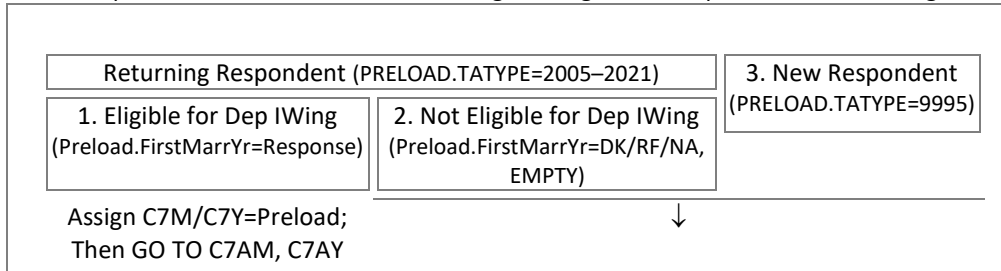 Returning Respondent (PRELOAD.TATYPE=2005–2021)
3. New Respondent
(PRELOAD.TATYPE=9995)
1. Eligible for Dep IWing
(Preload.FirstMarrYr=Response)
2. Not Eligible for Dep IWing
(Preload.FirstMarrYr=DK/RF/NA,
EMPTY)
Assign C7M/C7Y=Preload;
Then GO TO C7AM, C7AY
↓